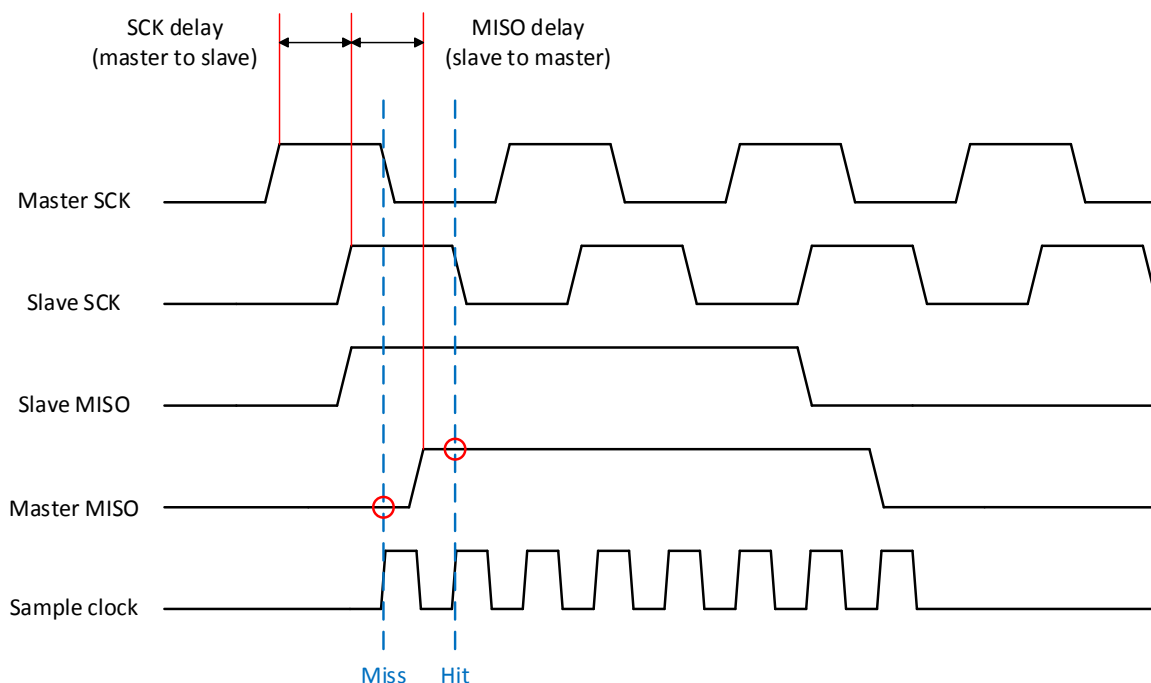 SCK delay
(master to slave)
MISO delay
(slave to master)
Master SCK
Slave SCK
Slave MISO
Master MISO
Sample clock
Miss
Hit